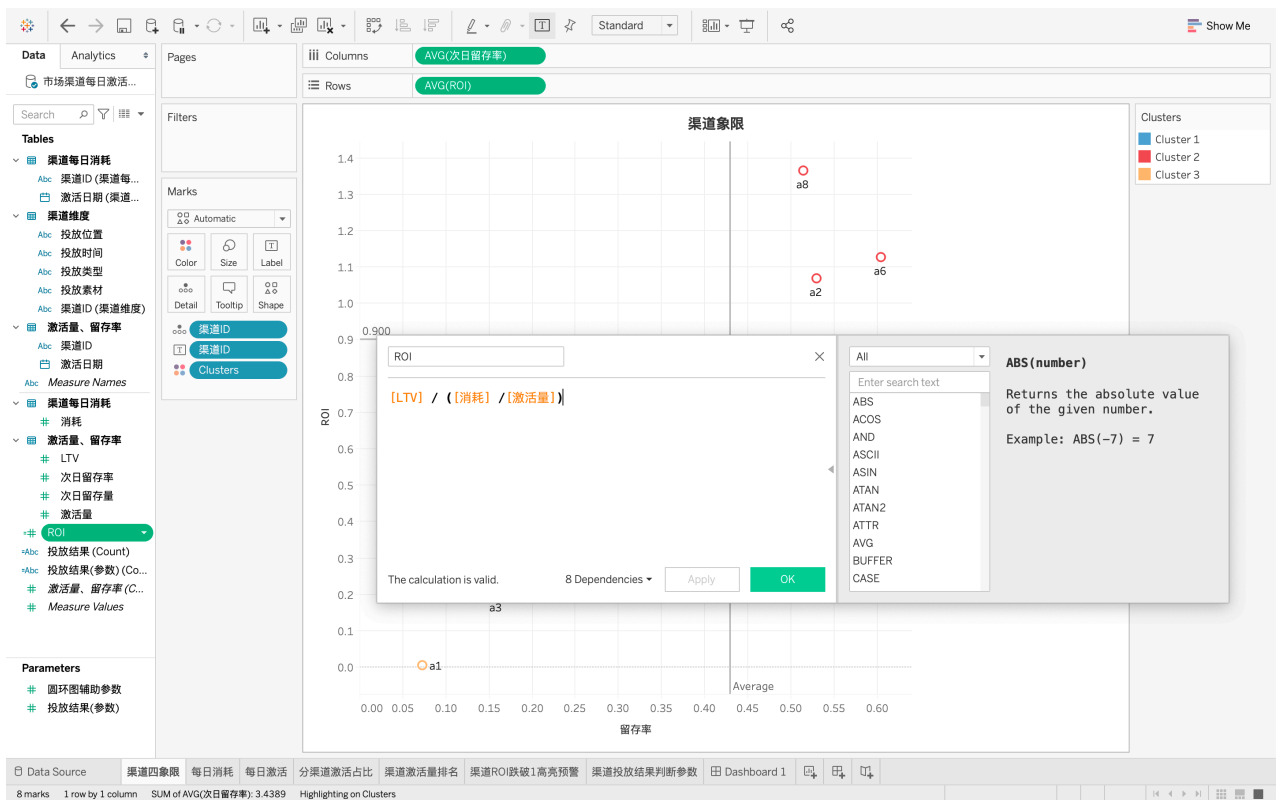 Standard
Show Me
Data
Analytics
市场渠道每日激活...
Search
Tables
渠道每日消耗
Abc 渠道ID (渠道每...
激活日期 (渠道...
渠道维度
Abc 投放位置
Abc 投放时间
Abc 投放类型
Abc 投放素材
Abc 渠道ID (渠道维度)
激活量、留存率
Abc 渠道ID
激活日期
Abc Measure Names
渠道每日消耗
消耗
激活量、留存率
LTV
次日留存率
次日留存量
激活量
=# ROI
=Abc 投放结果 (Count)
=Abc 投放结果(参数) (Co...
激活量、留存率 (C...
Measure Values
Parameters
圆环图辅助参数
投放结果(参数)
Pages
Filters
Marks
Automatic
Color
Size
Label
Detail
Tooltip
Shape
渠道ID
渠道ID
Clusters
iii Columns
AVG(次日留存率)
Rows
AVG(ROI)
渠道象限
1.4
1.3
1.2
1.1
1.0
0.9
0.8
0.7
0.6
0.5
0.4
0.3
0.2
0.1
0.0
ROI
0.900
a8
a6
a2
a3
a1
Average
0.00 0.05 0.10 0.15 0.20 0.25 0.30 0.35 0.40 0.45 0.50 0.55 0.60
留存率
ROI
[LTV] / ([消耗] /[激活量])
The calculation is valid.
8 Dependencies
Apply
OK
All
Enter search text
ABS
ACOS
AND
ASCII
ASIN
ATAN
ATAN2
ATTR
AVG
BUFFER
CASE
ABS(number)
Returns the absolute value
of the given number.
Example: ABS(-7) = 7
Clusters
Cluster 1
Cluster 2
Cluster 3
Data Source
渠道四象限
每日消耗
每日激活
分渠道激活占比
渠道激活量排名
渠道ROI跌破1高亮预警
渠道投放结果判断参数
Dashboard 1
8 marks
1 row by 1 column
SUM of AVG(次日留存率): 3.4389
Highlighting on Clusters